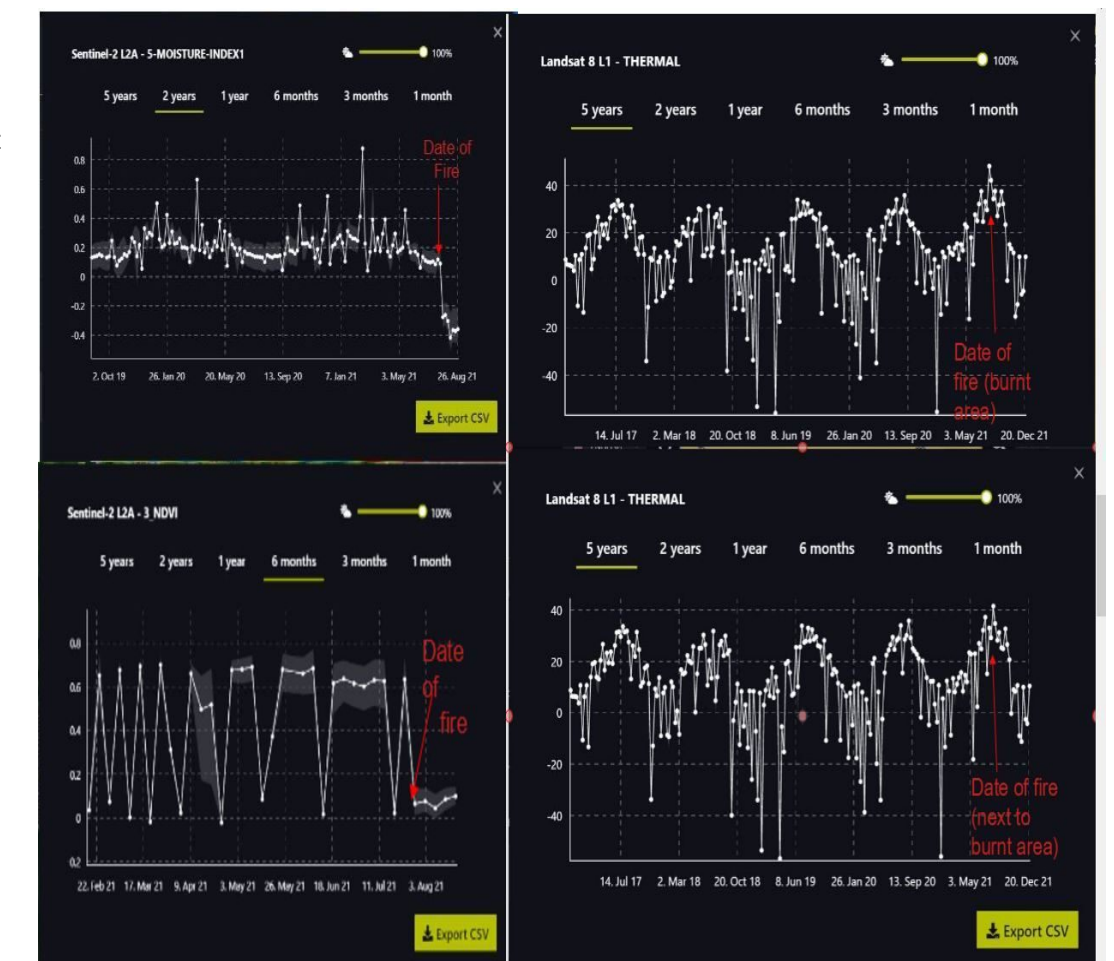 Sentinel-2 L2A - 5-MOISTURE-INDEX1
100%
5 years 2 years 1 year 6 months 3 months 1 month
Date of
Fire
0.8
0.6
0.4
0.2
0
-0.2
-0.4
2. Oct 19 26. Jan 20 20. May 20 13. Sep 20 7. Jan 21 3. May 21 26. Aug 21
Export CSV
Landsat 8 L1 - THERMAL
100%
5 years 2 years 1 year 6 months 3 months 1 month
40
20
0
-20
-40
Date of
fire (burnt
area)
14. Jul 17 2. Mar 18 20. Oct 18 8. Jun 19 26. Jan 20 13. Sep 20 3. May 21 20. Dec 21
Sentinel-2 L2A - 3_NDVI
100%
5 years 2 years 1 year 6 months 3 months 1 month
Date
of
fire
0.8
0.6
0.4
0.2
0
0.2
22. Feb 21 17. Mar 21 9. Apr 21 3. May 21 26. May 21 18. Jun 21 11. Jul 21 3. Aug 21
Export CSV
Landsat 8 L1 - THERMAL
100%
5 years 2 years 1 year 6 months 3 months 1 month
40
20
0
-20
-40
Date of fire
(next to
burnt area)
14. Jul 17 2. Mar 18 20. Oct 18 8. Jun 19 26. Jan 20 13. Sep 20 3. May 21 20. Dec 21
Export CSV